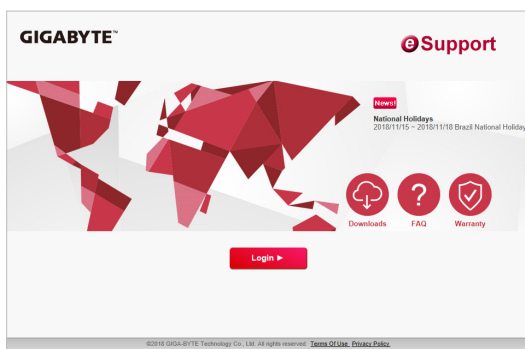 GIGABYTE™
eSupport
News!
National Holidays
2018/11/15 ~ 2018/11/18 Brazil National Holiday
Downloads
FAQ
Warranty
Login ►
©2018 GIGA-BYTE Technology Co., Ltd. All rights reserved. Terms Of Use Privacy Policy